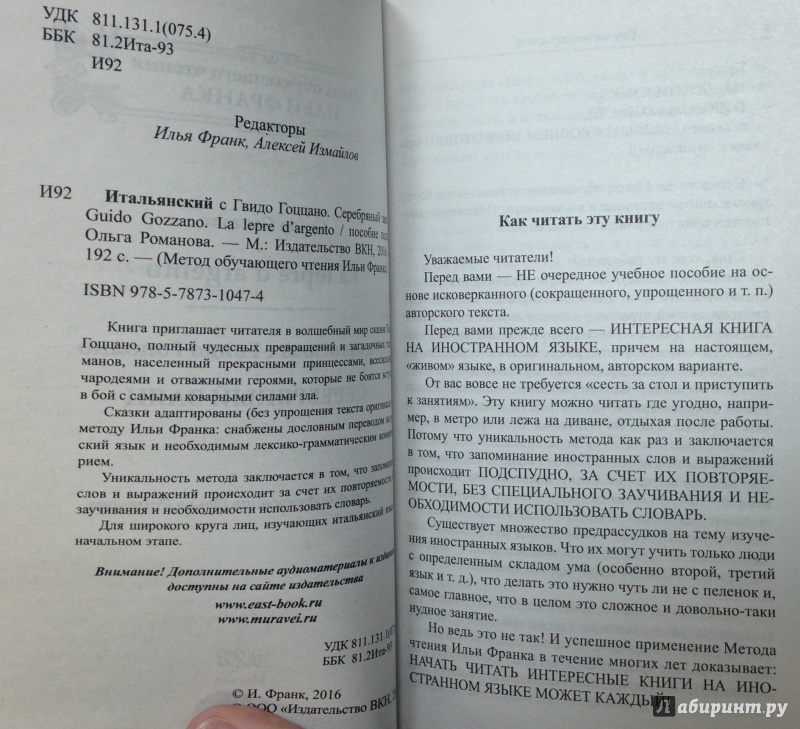 УДК 811.131.1(075.4)
ББК 81.2Ита-93
И92
Редакторы
Илья Франк, Алексей Измайлов
И92 Итальянский с Гвидо Гоццано. Серебряный
Guido Gozzano. La lepre d'argento / пособие
Ольга Романова. — М.: Издательство ВКН, 2016
192 с. — (Метод обучающего чтения Ильи Франка
ISBN 978-5-7873-1047-4
Книга приглашает читателя в волшебный мир сказок
Гоццано, полный чудесных превращений и загадочных
манов, населенный прекрасными принцессами,
чародеями и отважными героями, которые не боятся
в бой с самыми коварными силами зла.
Сказки адаптированы (без упрощения текста
методу Ильи Франка: снабжены дословным переводом
ский язык и необходимым лексико-грамматическим
рием.
Уникальность метода заключается в том, что
слов и выражений происходит за счет их повторяемости
заучивания и необходимости использовать словарь.
Для широкого круга лиц, изучающих итальянский
начальном этапе.
Внимание! Дополнительные аудиоматериалы к
доступны на сайте издательства
www.east-book.ru
www.muravei.ru
УДК 811.131.1(07
ББК 81.2Ита-93
© И. Франк, 2016
© ООО «Издательство ВКН,
Как читать эту книгу
Уважаемые читатели!
Перед вами — НЕ очередное учебное пособие на ос-
нове исковерканного (сокращенного, упрощенного и т. п.)
авторского текста.
Перед вами прежде всего — ИНТЕРЕСНАЯ КНИГА
НА ИНОСТРАННОМ ЯЗЫКЕ, причем на настоящем,
«живом» языке, в оригинальном, авторском варианте.
От вас вовсе не требуется «сесть за стол и приступить
к занятиям». Эту книгу можно читать где угодно, напри-
мер, в метро или лежа на диване, отдыхая после работы.
Потому что уникальность метода как раз и заключается
в том, что запоминание иностранных слов и выражений
происходит ПОДСПУДНО, ЗА СЧЕТ ИХ ПОВТОРЯЕ-
МОСТИ, БЕЗ СПЕЦИАЛЬНОГО ЗАУЧИВАНИЯ И НЕ-
ОБХОДИМОСТИ ИСПОЛЬЗОВАТЬ СЛОВАРЬ.
Существует множество предрассудков на тему изуче-
ния иностранных языков. Что их могут учить только люди
с определенным складом ума (особенно второй, третий
язык и т. д.), что делать это нужно чуть ли не с пеленок и,
самое главное, что в целом это сложное и довольно-таки
нудное занятие.
Но ведь это не так! И успешное применение Метода
чтения Ильи Франка в течение многих лет доказывает:
НАЧАТЬ ЧИТАТЬ ИНТЕРЕСНЫЕ КНИГИ НА ИНО-
СТРАННОМ ЯЗЫКЕ МОЖЕТ КАЖДЫЙ
Лабиринт.ру